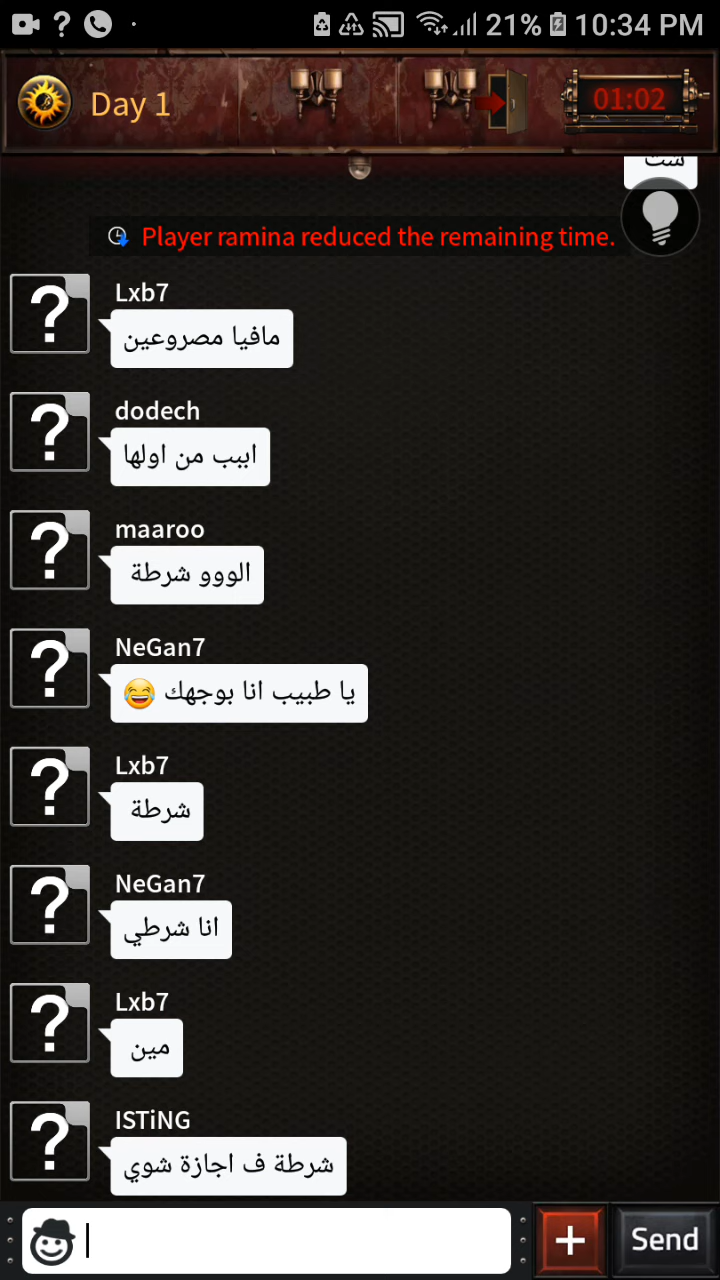 21% 10:34 PM
Day 1
01:02
Player ramina reduced the remaining time.
Lxb7
مافيا مصروعين
dodech
اببب من اولها
maaroo
الووو شرطة
NeGan7
يا طبيب انا بوجهك 😂
Lxb7
شرطة
NeGan7
انا شرطي
Lxb7
مين
ISTiNG
شرطة ف اجازة شوي
+
Send